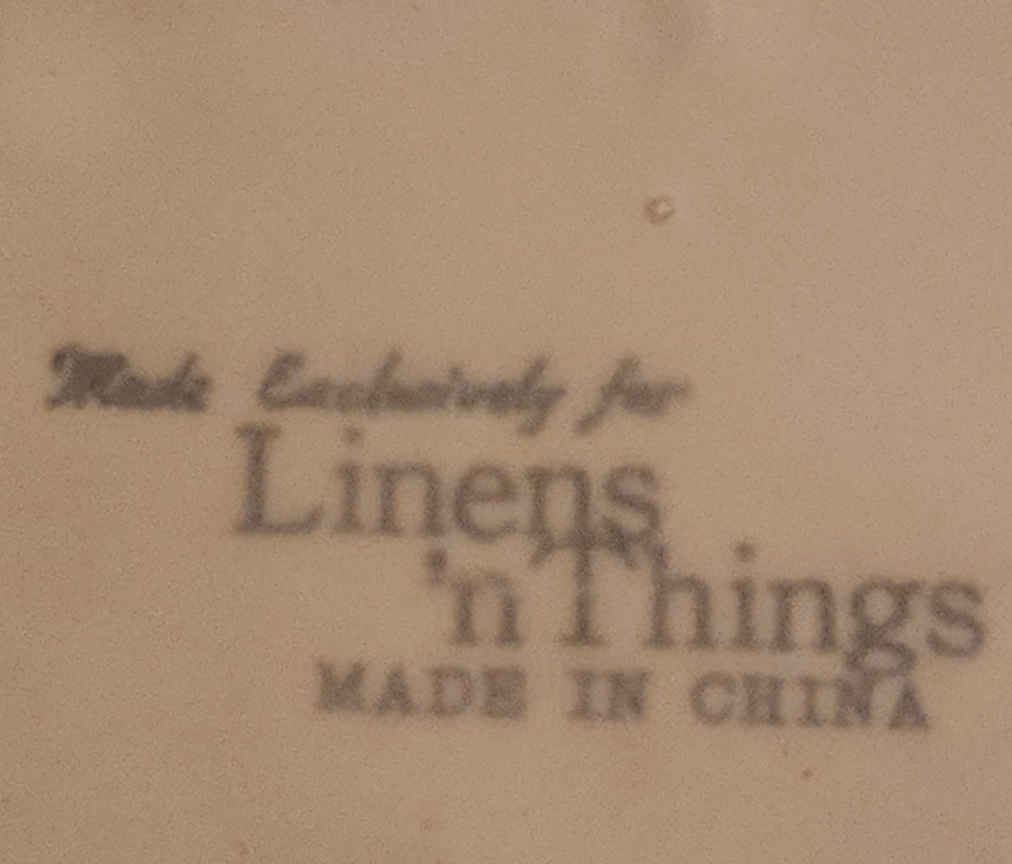 Made Exclusively for
Linens
'n Things
MADE IN CHINA